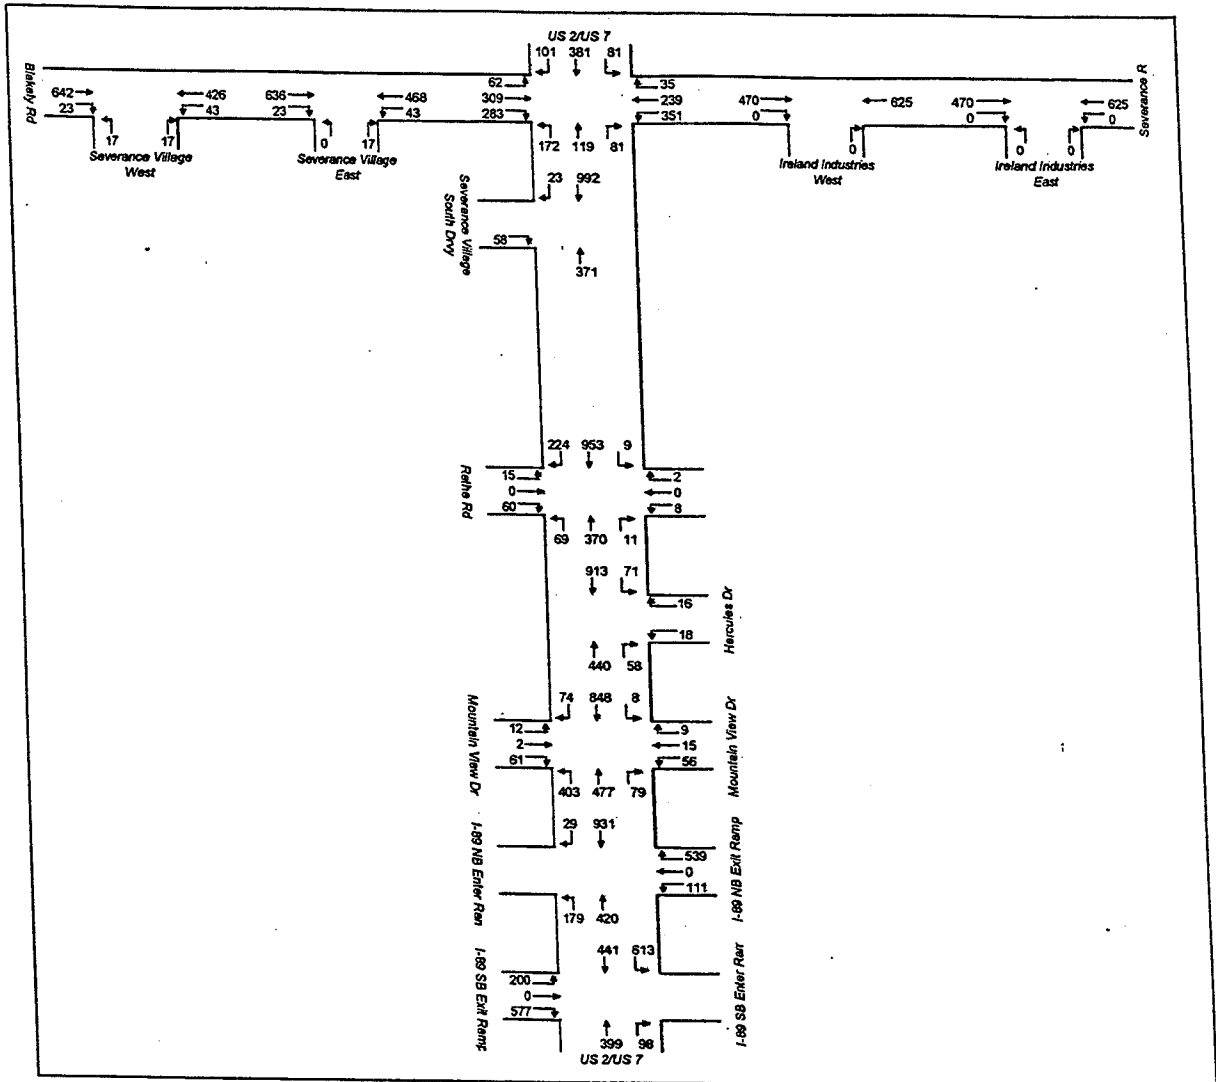 US 2/US 7
101 381 81
62 35
642 426 636 468 309 239 470 625 470 625
23 43 23 43 283 351 0 0 0
17 17 0 17 172 119 81 0 0 0
Blakely Rd
Severance Village
West
Severance Village
East
Ireland Industries
West
Ireland Industries
East
Severance R
23 992
Severance Village
South Drvy
58
371
224 953 9
15 2
0 0
60 8
Rathe Rd
69 370 11
913 71
16
Hercules Dr
18
440 58
74 848 8
12 9
2 15
61 56
Mountain View Dr
Mountain View Dr
403 477 79
29 931
539
0
111
I-89 NB Enter Ran
I-89 NB Exit Ramp
179 420
441 613
200
0
577
I-89 SB Exit Ramp
I-89 SB Enter Ran
399 98
US 2/US 7